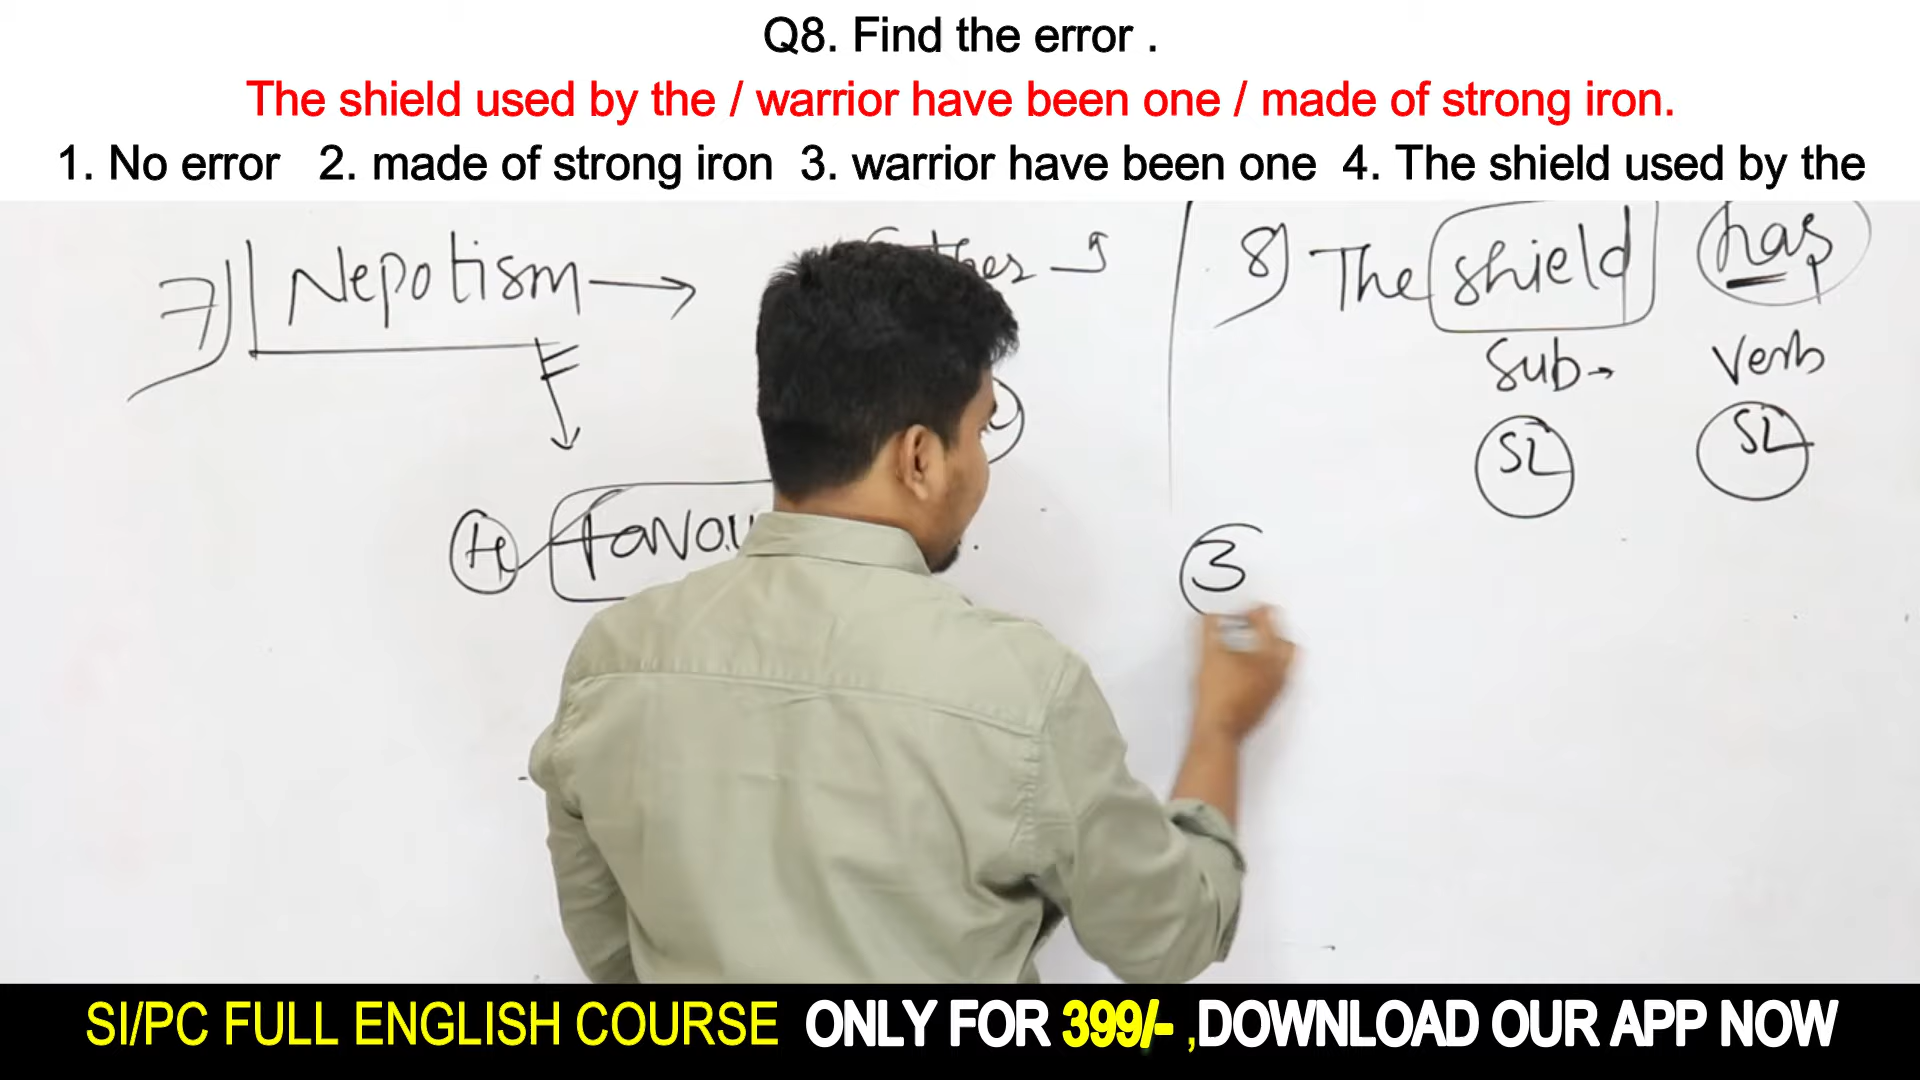 Q8. Find the error .
The shield used by the / warrior have been one / made of strong iron.
1. No error 2. made of strong iron 3. warrior have been one 4. The shield used by the
7) Nepotism →
8) The shield has
Sub → Verb
SL SL
3
SI/PC FULL ENGLISH COURSE ONLY FOR 399/- ,DOWNLOAD OUR APP NOW